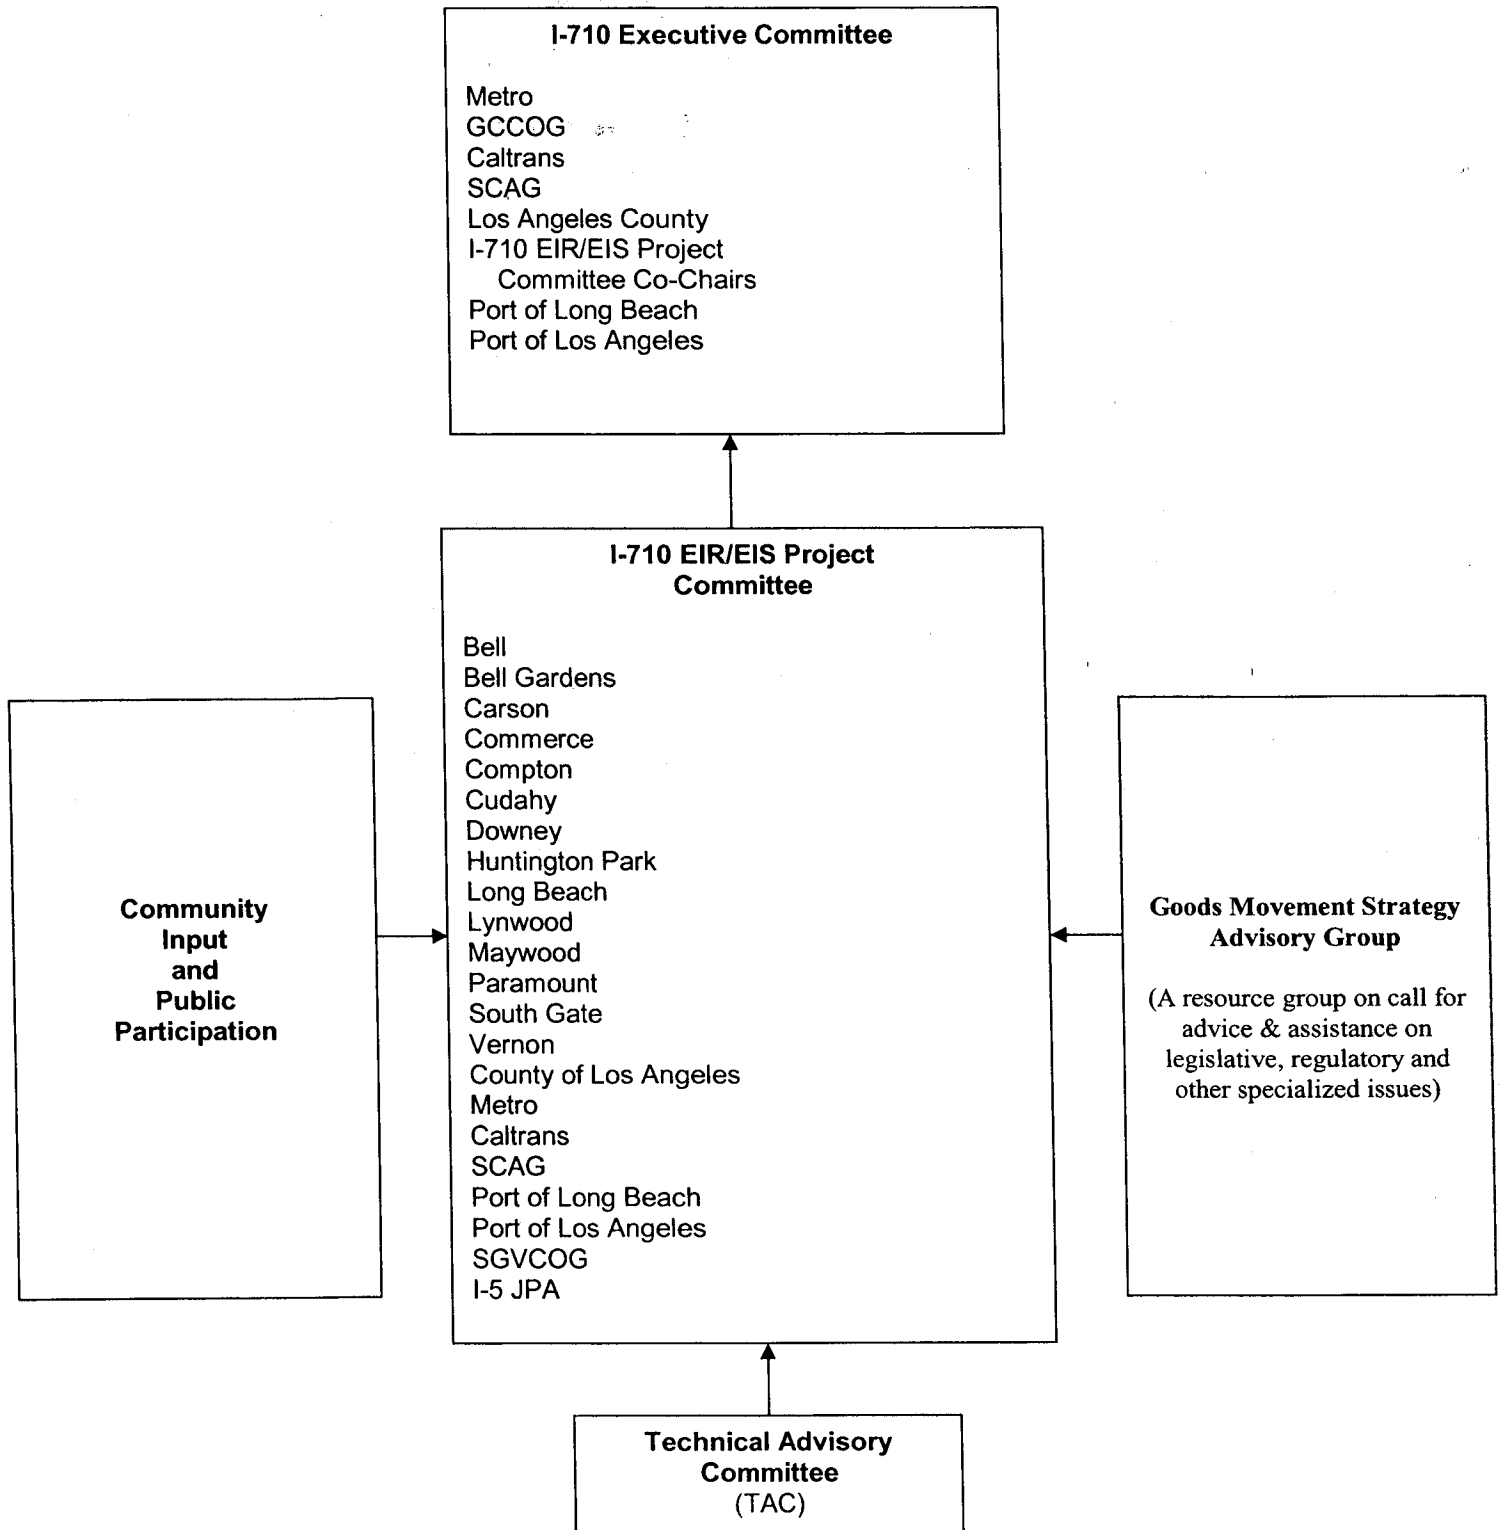 I-710 Executive Committee
Metro
GCCOG
Caltrans
SCAG
Los Angeles County
I-710 EIR/EIS Project
Committee Co-Chairs
Port of Long Beach
Port of Los Angeles
I-710 EIR/EIS Project
Committee
Bell
Bell Gardens
Carson
Commerce
Compton
Cudahy
Downey
Huntington Park
Long Beach
Lynwood
Maywood
Paramount
South Gate
Vernon
County of Los Angeles
Metro
Caltrans
SCAG
Port of Long Beach
Port of Los Angeles
SGVCOG
I-5 JPA
Community
Input
and
Public
Participation
Goods Movement Strategy
Advisory Group
(A resource group on call for
advice & assistance on
legislative, regulatory and
other specialized issues)
Technical Advisory
Committee
(TAC)